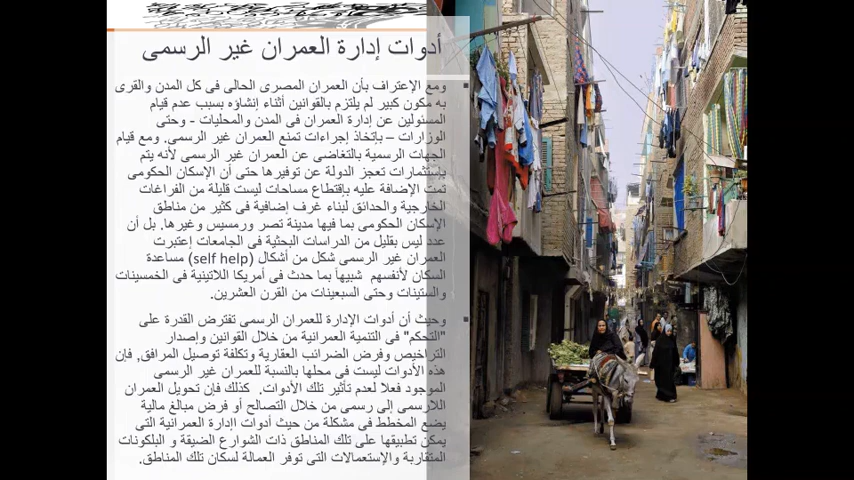 أدوات إدارة العمران غير الرسمى
ومع الإعتراف بأن العمران المصرى الحالى فى كل المدن والقرى
به مكون كبير لم يلتزم بالقوانين أثناء إنشاؤه بسبب عدم قيام
المسئولين عن إدارة العمران فى المدن والمحليات - وحتى
الوزارات – بإتخاذ إجراءات تمنع العمران غير الرسمى. ومع قيام
الجهات الرسمية بالتغاضى عن العمران غير الرسمى لأنه يتم
بإستثمارات تعجز الدولة عن توفيرها حتى أن الإسكان الحكومى
تمت الإضافة عليه بإقتطاع مساحات ليست قليلة من الفراغات
الخارجية والحدائق لبناء غرف إضافية فى كثير من مناطق
الإسكان الحكومى بما فيها مدينة نصر ورمسيس وغيرها. بل أن
عدد ليس بقليل من الدراسات البحثية فى الجامعات إعتبرت
العمران غير الرسمى شكل من أشكال (self help) مساعدة
السكان لأنفسهم شبيهاً بما حدث فى أمريكا اللاتينية فى الخمسينات
والستينات وحتى السبعينات من القرن العشرين.
وحيث أن أدوات الإدارة للعمران الرسمى تفترض القدرة على
"التحكم" فى التنمية العمرانية من خلال القوانين وإصدار
التراخيص وفرض الضرائب العقارية وتكلفة توصيل المرافق, فإن
هذه الأدوات ليست فى محلها بالنسبة للعمران غير الرسمى
الموجود فعلا لعدم تأثير تلك الأدوات. كذلك فإن تحويل العمران
اللارسمى إلى رسمى من خلال التصالح أو فرض مبالغ مالية
يضع المخطط فى مشكلة من حيث أدوات اإدارة العمرانية التى
يمكن تطبيقها على تلك المناطق ذات الشوارع الضيقة و البلكونات
المتقاربة والإستعمالات التى توفر العمالة لسكان تلك المناطق.